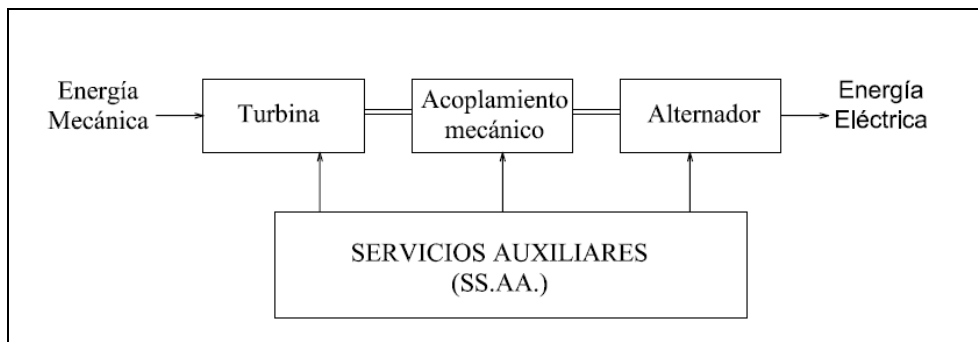 Energía
Mecánica
Turbina
Acoplamiento
mecánico
Alternador
Energía
Eléctrica
SERVICIOS AUXILIARES
(SS.AA.)